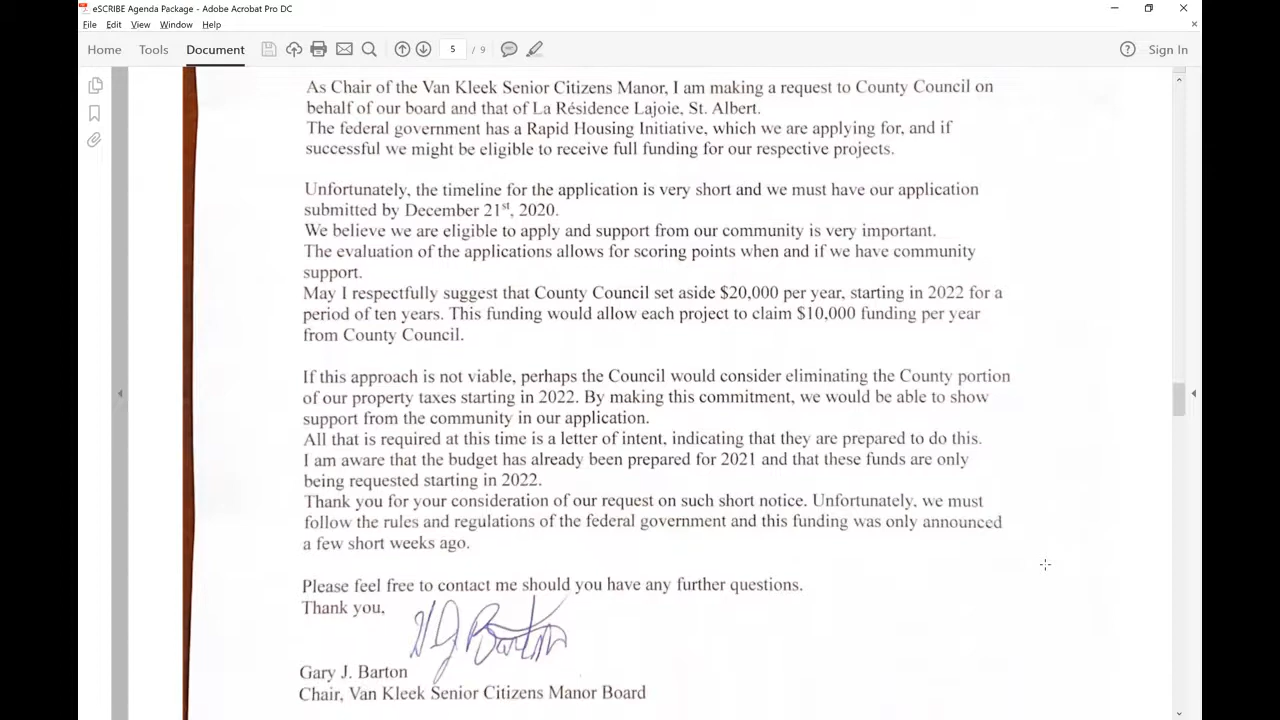 eSCRIBE Agenda Package - Adobe Acrobat Pro DC
File Edit View Window Help
Home Tools Document 5 / 9 Sign In
As Chair of the Van Kleek Senior Citizens Manor, I am making a request to County Council on
behalf of our board and that of La Résidence Lajoie, St. Albert.
The federal government has a Rapid Housing Initiative, which we are applying for, and if
successful we might be eligible to receive full funding for our respective projects.
Unfortunately, the timeline for the application is very short and we must have our application
submitted by December 21st, 2020.
We believe we are eligible to apply and support from our community is very important.
The evaluation of the applications allows for scoring points when and if we have community
support.
May I respectfully suggest that County Council set aside $20,000 per year, starting in 2022 for a
period of ten years. This funding would allow each project to claim $10,000 funding per year
from County Council.
If this approach is not viable, perhaps the Council would consider eliminating the County portion
of our property taxes starting in 2022. By making this commitment, we would be able to show
support from the community in our application.
All that is required at this time is a letter of intent, indicating that they are prepared to do this.
I am aware that the budget has already been prepared for 2021 and that these funds are only
being requested starting in 2022.
Thank you for your consideration of our request on such short notice. Unfortunately, we must
follow the rules and regulations of the federal government and this funding was only announced
a few short weeks ago.
Please feel free to contact me should you have any further questions.
Thank you,
Gary J. Barton
Chair, Van Kleek Senior Citizens Manor Board